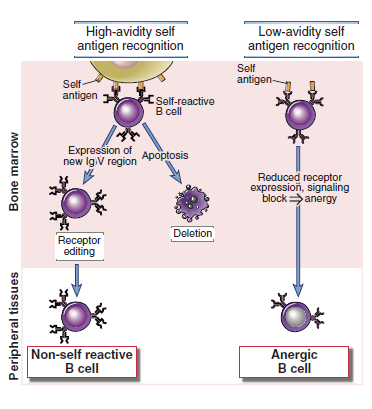 High-avidity self
antigen recognition
Low-avidity self
antigen recognition
Self-
antigen
Self-reactive
B cell
Self
antigen
Bone marrow
Expression of
new Ig V region
Apoptosis
Reduced receptor
expression, signaling
block ⇒ anergy
Receptor
editing
Deletion
Peripheral tissues
Non-self reactive
B cell
Anergic
B cell